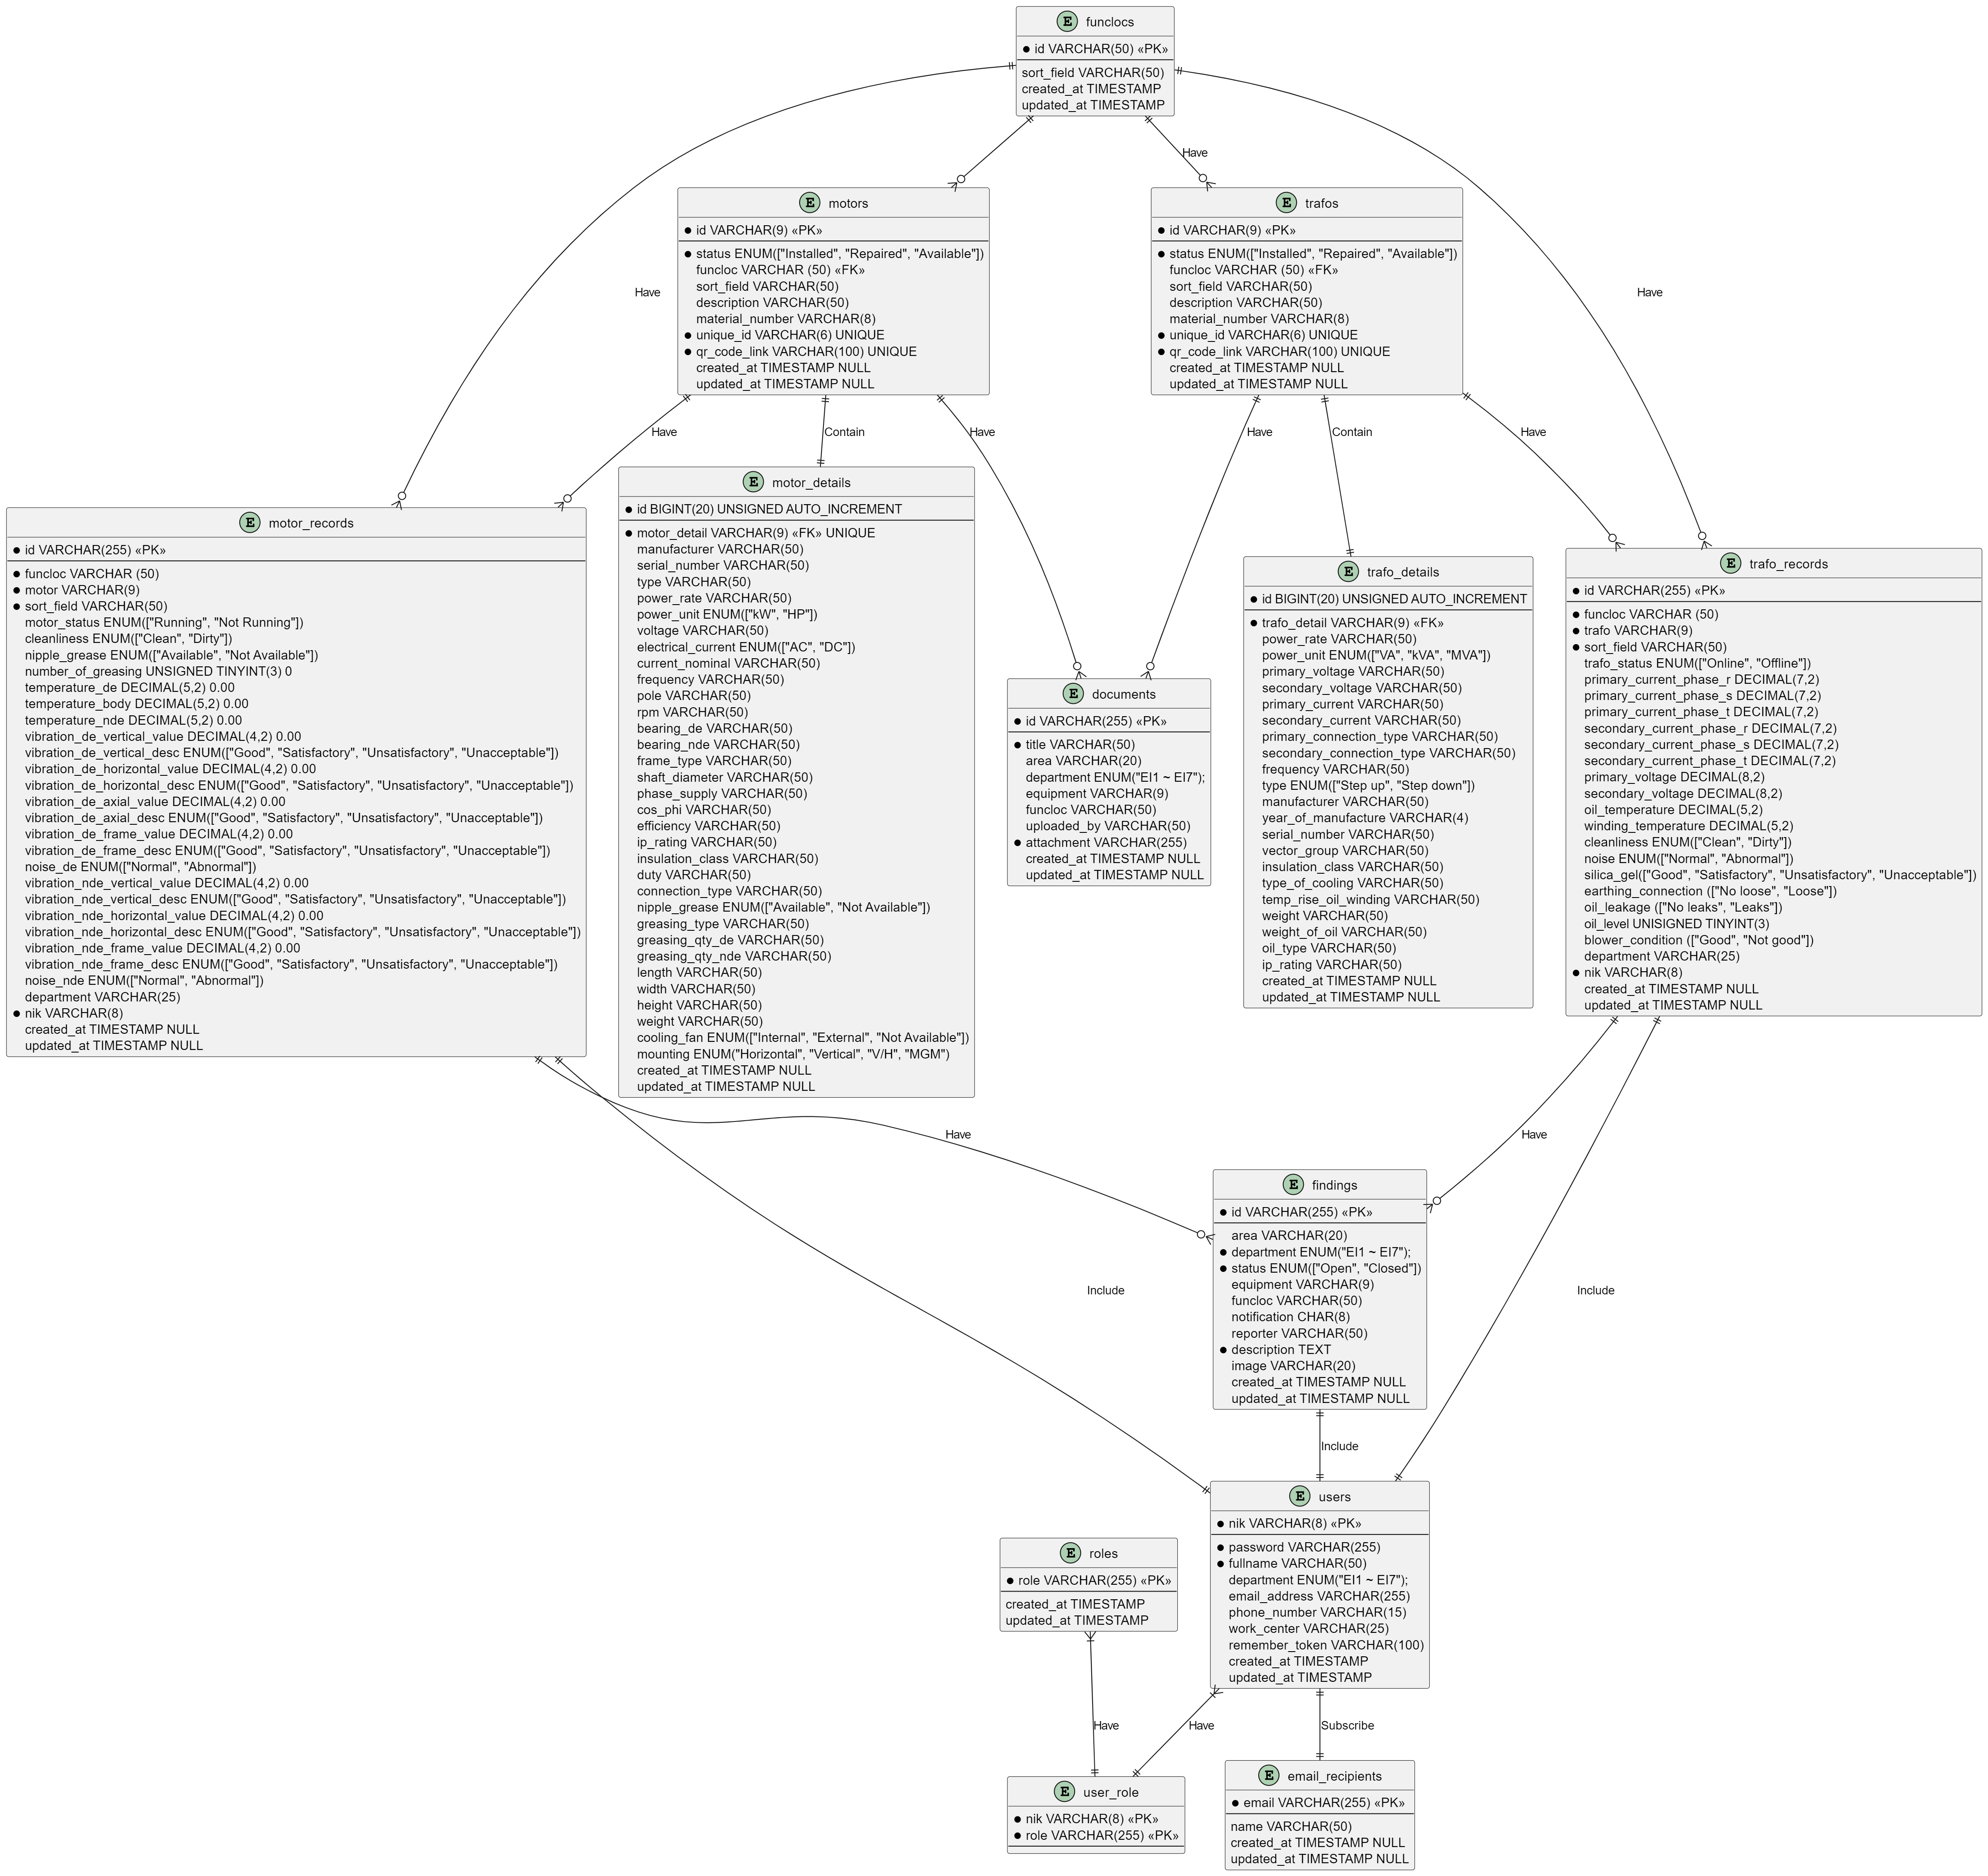 E funclocs
id VARCHAR(50) «PK»
sort_field VARCHAR(50)
created_at TIMESTAMP
updated_at TIMESTAMP
Have
Have
Have
E motors
id VARCHAR(9) «PK»
status ENUM(["Installed", "Repaired", "Available"])
funcloc VARCHAR (50) «FK»
sort_field VARCHAR(50)
description VARCHAR(50)
material_number VARCHAR(8)
unique_id VARCHAR(6) UNIQUE
qr_code_link VARCHAR(100) UNIQUE
created_at TIMESTAMP NULL
updated_at TIMESTAMP NULL
E trafos
id VARCHAR(9) «PK»
status ENUM(["Installed", "Repaired", "Available"])
funcloc VARCHAR (50) «FK»
sort_field VARCHAR(50)
description VARCHAR(50)
material_number VARCHAR(8)
unique_id VARCHAR(6) UNIQUE
qr_code_link VARCHAR(100) UNIQUE
created_at TIMESTAMP NULL
updated_at TIMESTAMP NULL
Have
Contain
Have
Have
Contain
Have
E motor_records
id VARCHAR(255) «PK»
funcloc VARCHAR (50)
motor VARCHAR(9)
sort_field VARCHAR(50)
motor_status ENUM(["Running", "Not Running"])
cleanliness ENUM(["Clean", "Dirty"])
nipple_grease ENUM(["Available", "Not Available"])
number_of_greasing UNSIGNED TINYINT(3) 0
temperature_de DECIMAL(5,2) 0.00
temperature_body DECIMAL(5,2) 0.00
temperature_nde DECIMAL(5,2) 0.00
vibration_de_vertical_value DECIMAL(4,2) 0.00
vibration_de_vertical_desc ENUM(["Good", "Satisfactory", "Unsatisfactory", "Unacceptable"])
vibration_de_horizontal_value DECIMAL(4,2) 0.00
vibration_de_horizontal_desc ENUM(["Good", "Satisfactory", "Unsatisfactory", "Unacceptable"])
vibration_de_axial_value DECIMAL(4,2) 0.00
vibration_de_axial_desc ENUM(["Good", "Satisfactory", "Unsatisfactory", "Unacceptable"])
vibration_de_frame_value DECIMAL(4,2) 0.00
vibration_de_frame_desc ENUM(["Good", "Satisfactory", "Unsatisfactory", "Unacceptable"])
noise_de ENUM(["Normal", "Abnormal"])
vibration_nde_vertical_value DECIMAL(4,2) 0.00
vibration_nde_vertical_desc ENUM(["Good", "Satisfactory", "Unsatisfactory", "Unacceptable"])
vibration_nde_horizontal_value DECIMAL(4,2) 0.00
vibration_nde_horizontal_desc ENUM(["Good", "Satisfactory", "Unsatisfactory", "Unacceptable"])
vibration_nde_frame_value DECIMAL(4,2) 0.00
vibration_nde_frame_desc ENUM(["Good", "Satisfactory", "Unsatisfactory", "Unacceptable"])
noise_nde ENUM(["Normal", "Abnormal"])
department VARCHAR(25)
nik VARCHAR(8)
created_at TIMESTAMP NULL
updated_at TIMESTAMP NULL
E motor_details
id BIGINT(20) UNSIGNED AUTO_INCREMENT
motor_detail VARCHAR(9) «FK» UNIQUE
manufacturer VARCHAR(50)
serial_number VARCHAR(50)
type VARCHAR(50)
power_rate VARCHAR(50)
power_unit ENUM(["kW", "HP"])
voltage VARCHAR(50)
electrical_current ENUM(["AC", "DC"])
current_nominal VARCHAR(50)
frequency VARCHAR(50)
pole VARCHAR(50)
rpm VARCHAR(50)
bearing_de VARCHAR(50)
bearing_nde VARCHAR(50)
frame_type VARCHAR(50)
shaft_diameter VARCHAR(50)
phase_supply VARCHAR(50)
cos_phi VARCHAR(50)
efficiency VARCHAR(50)
ip_rating VARCHAR(50)
insulation_class VARCHAR(50)
duty VARCHAR(50)
connection_type VARCHAR(50)
nipple_grease ENUM(["Available", "Not Available"])
greasing_type VARCHAR(50)
greasing_qty_de VARCHAR(50)
greasing_qty_nde VARCHAR(50)
length VARCHAR(50)
width VARCHAR(50)
height VARCHAR(50)
weight VARCHAR(50)
cooling_fan ENUM(["Internal", "External", "Not Available"])
mounting ENUM("Horizontal", "Vertical", "V/H", "MGM")
created_at TIMESTAMP NULL
updated_at TIMESTAMP NULL
E documents
id VARCHAR(255) «PK»
title VARCHAR(50)
area VARCHAR(20)
department ENUM("EI1 ~ EI7");
equipment VARCHAR(9)
funcloc VARCHAR(50)
uploaded_by VARCHAR(50)
attachment VARCHAR(255)
created_at TIMESTAMP NULL
updated_at TIMESTAMP NULL
E trafo_details
id BIGINT(20) UNSIGNED AUTO_INCREMENT
trafo_detail VARCHAR(9) «FK»
power_rate VARCHAR(50)
power_unit ENUM(["VA", "kVA", "MVA"])
primary_voltage VARCHAR(50)
secondary_voltage VARCHAR(50)
primary_current VARCHAR(50)
secondary_current VARCHAR(50)
primary_connection_type VARCHAR(50)
secondary_connection_type VARCHAR(50)
frequency VARCHAR(50)
type ENUM(["Step up", "Step down"])
manufacturer VARCHAR(50)
year_of_manufacture VARCHAR(4)
serial_number VARCHAR(50)
vector_group VARCHAR(50)
insulation_class VARCHAR(50)
type_of_cooling VARCHAR(50)
temp_rise_oil_winding VARCHAR(50)
weight VARCHAR(50)
weight_of_oil VARCHAR(50)
oil_type VARCHAR(50)
ip_rating VARCHAR(50)
created_at TIMESTAMP NULL
updated_at TIMESTAMP NULL
E trafo_records
id VARCHAR(255) «PK»
funcloc VARCHAR (50)
trafo VARCHAR(9)
sort_field VARCHAR(50)
trafo_status ENUM(["Online", "Offline"])
primary_current_phase_r DECIMAL(7,2)
primary_current_phase_s DECIMAL(7,2)
primary_current_phase_t DECIMAL(7,2)
secondary_current_phase_r DECIMAL(7,2)
secondary_current_phase_s DECIMAL(7,2)
secondary_current_phase_t DECIMAL(7,2)
primary_voltage DECIMAL(8,2)
secondary_voltage DECIMAL(8,2)
oil_temperature DECIMAL(5,2)
winding_temperature DECIMAL(5,2)
cleanliness ENUM(["Clean", "Dirty"])
noise ENUM(["Normal", "Abnormal"])
silica_gel(["Good", "Satisfactory", "Unsatisfactory", "Unacceptable"])
earthing_connection (["No loose", "Loose"])
oil_leakage (["No leaks", "Leaks"])
oil_level UNISIGNED TINYINT(3)
blower_condition (["Good", "Not good"])
department VARCHAR(25)
nik VARCHAR(8)
created_at TIMESTAMP NULL
updated_at TIMESTAMP NULL
Have
Have
Include
Include
E findings
id VARCHAR(255) «PK»
area VARCHAR(20)
department ENUM("EI1 ~ EI7");
status ENUM(["Open", "Closed"])
equipment VARCHAR(9)
funcloc VARCHAR(50)
notification CHAR(8)
reporter VARCHAR(50)
description TEXT
image VARCHAR(20)
created_at TIMESTAMP NULL
updated_at TIMESTAMP NULL
Include
E users
nik VARCHAR(8) «PK»
password VARCHAR(255)
fullname VARCHAR(50)
department ENUM("EI1 ~ EI7");
email_address VARCHAR(255)
phone_number VARCHAR(15)
work_center VARCHAR(25)
remember_token VARCHAR(100)
created_at TIMESTAMP
updated_at TIMESTAMP
E roles
role VARCHAR(255) «PK»
created_at TIMESTAMP
updated_at TIMESTAMP
Have
Have
Subscribe
E user_role
nik VARCHAR(8) «PK»
role VARCHAR(255) «PK»
E email_recipients
email VARCHAR(255) «PK»
name VARCHAR(50)
created_at TIMESTAMP NULL
updated_at TIMESTAMP NULL